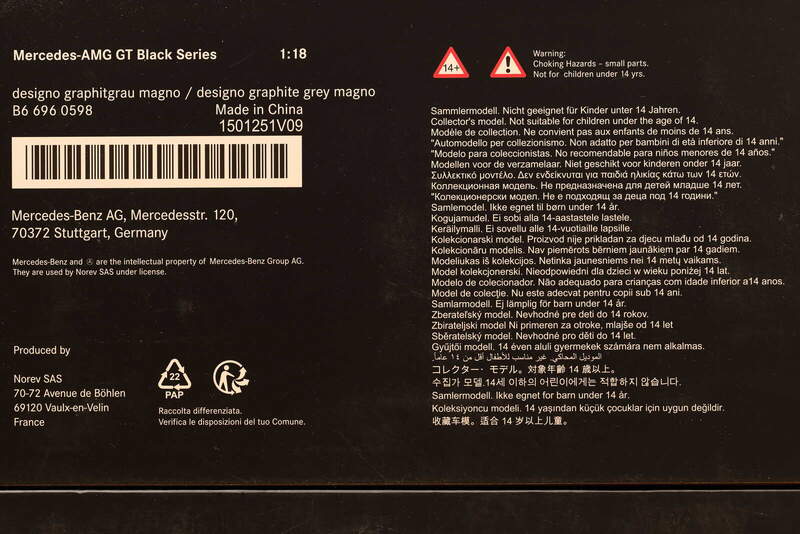 Mercedes-AMG GT Black Series 1:18
designo graphitgrau magno / designo graphite grey magno
B6 696 0598 Made in China
1501251V09
Mercedes-Benz AG, Mercedesstr. 120,
70372 Stuttgart, Germany
Mercedes-Benz and are the intellectual property of Mercedes-Benz Group AG.
They are used by Norev SAS under license.
Produced by
Norev SAS
70-72 Avenue de Böhlen
69120 Vaulx-en-Velin
France
22
PAP
Raccolta differenziata.
Verifica le disposizioni del tuo Comune.
14+
Warning:
Choking Hazards - small parts.
Not for children under 14 yrs.
Sammlermodell. Nicht geeignet für Kinder unter 14 Jahren.
Collector's model. Not suitable for children under the age of 14.
Modèle de collection. Ne convient pas aux enfants de moins de 14 ans.
"Automodello per collezionismo. Non adatto per bambini di età inferiore di 14 anni."
"Modelo para coleccionistas. No recomendable para niños menores de 14 años."
Modellen voor de verzamelaar. Niet geschikt voor kinderen onder 14 jaar.
Συλλεκτικό μοντέλο. Δεν ενδείκνυται για παιδιά ηλικίας κάτω των 14 ετών.
Коллекционная модель. Не предназначена для детей младше 14 лет.
"Колекционерски модел. Не е подходящ за деца под 14 години."
Samlemodel. Ikke egnet til børn under 14 år.
Kogujamudel. Ei sobi alla 14-aastastele lastele.
Keräilymalli. Ei sovellu alle 14-vuotiaille lapsille.
Kolekcionarski model. Proizvod nije prikladan za djecu mlađu od 14 godina.
Kolekcionāru modelis. Nav piemērots bērniem jaunākiem par 14 gadiem.
Modeliukas iš kolekcijos. Netinka jaunesniems nei 14 metų vaikams.
Model kolekcjonerski. Nieodpowiedni dla dzieci w wieku poniżej 14 lat.
Modelo de colecionador. Não adequado para crianças com idade inferior a14 anos.
Model de colecţie. Nu este adecvat pentru copii sub 14 ani.
Samlarmodell. Ej lämplig för barn under 14 år.
Zberateľský model. Nevhodné pre deti do 14 rokov.
Zbirateljski model Ni primeren za otroke, mlajše od 14 let
Sběratelský model. Nevhodné pro děti do 14 let.
Gyűjtői modell. 14 éven aluli gyermekek számára nem alkalmas.
الموديل المحاكي. غير مناسب للأطفال أقل من ١٤ عاماً.
コレクター・モデル。対象年齢 14 歳以上。
수집가 모델.14세 이하의 어린이에게는 적합하지 않습니다.
Samlermodell. Ikke egnet for barn under 14 år.
Koleksiyoncu modeli. 14 yaşından küçük çocuklar için uygun değildir.
收藏车模。适合 14 岁以上儿童。